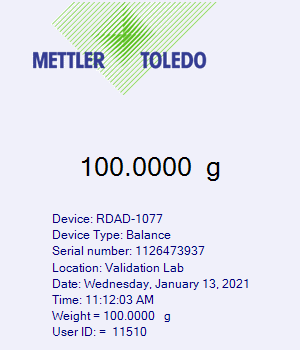 METTLER TOLEDO
100.0000 g
Device: RDAD-1077
Device Type: Balance
Serial number: 1126473937
Location: Validation Lab
Date: Wednesday, January 13, 2021
Time: 11:12:03 AM
Weight = 100.0000 g
User ID: = 11510